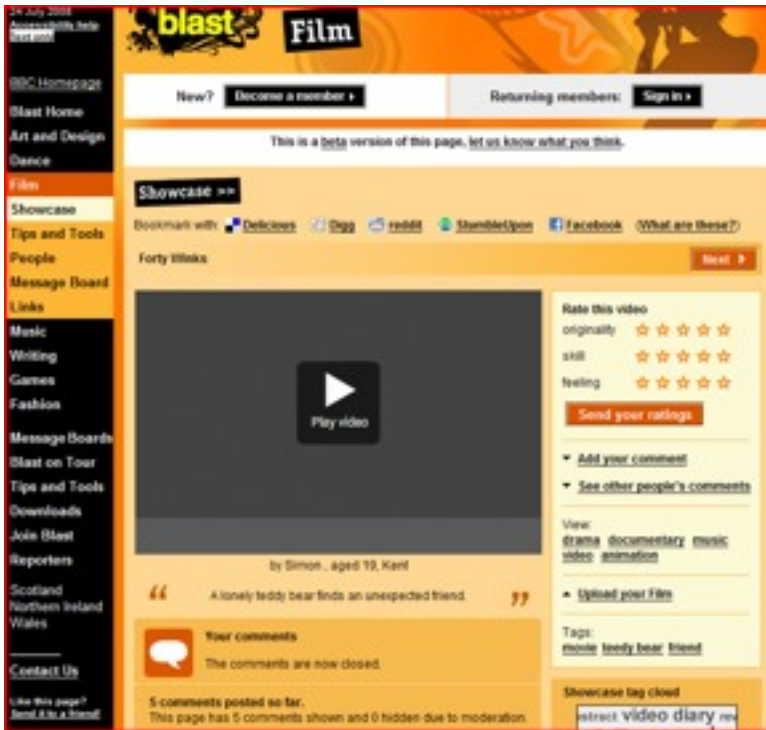 24 July 2008
Accessibility help
Text only
BBC Homepage
Blast Home
Art and Design
Dance
Film
Showcase
Tips and Tools
People
Message Board
Links
Music
Writing
Games
Fashion
Message Boards
Blast on Tour
Tips and Tools
Downloads
Join Blast
Reporters
Scotland
Northern Ireland
Wales
Contact Us
Like this page?
Send it to a friend!
blast Film
New? Become a member
Returning members: Sign in
This is a beta version of this page, let us know what you think.
Showcase >>
Bookmark with: Delicious Digg reddit StumbleUpon Facebook (What are these?)
Forty Winks
Next
Play video
by Simon , aged 19, Kent
“ A lonely teddy bear finds an unexpected friend. ”
Your comments
The comments are now closed.
5 comments posted so far.
This page has 5 comments shown and 0 hidden due to moderation.
Rate this video
originality
skill
feeling
Send your ratings
Add your comment
See other people's comments
View:
drama documentary music
video animation
Upload your Film
Tags:
movie teedy bear friend
Showcase tag cloud
video diary